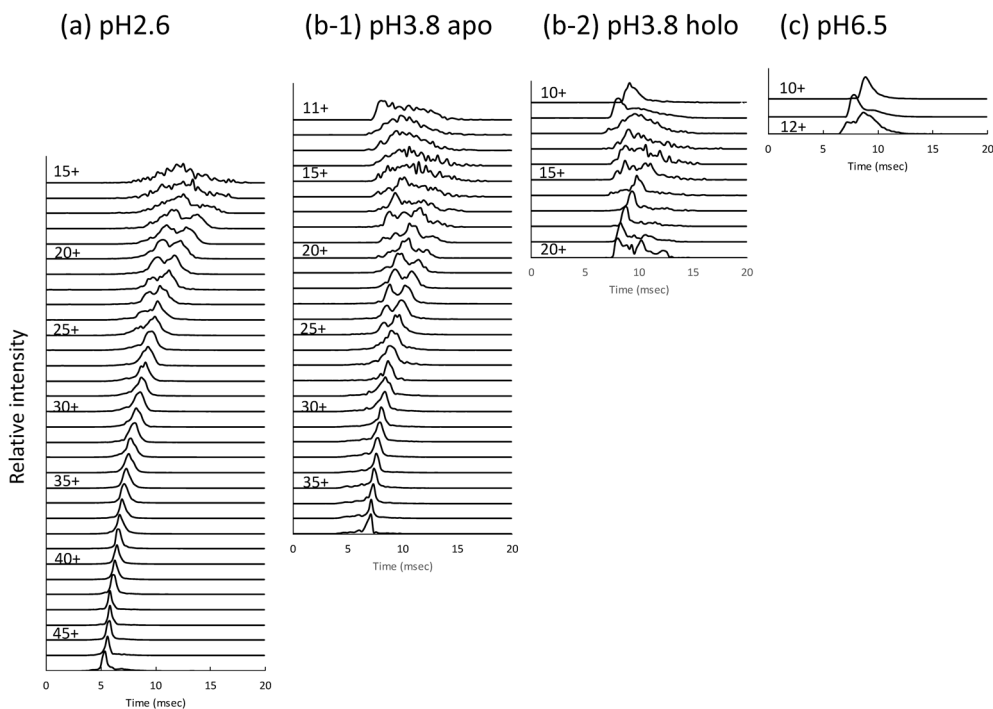 (a) pH2.6
(b-1) pH3.8 apo
(b-2) pH3.8 holo
(c) pH6.5
Relative intensity
15+
20+
25+
30+
35+
40+
45+
0 5 10 15 20
Time (msec)
11+
15+
20+
25+
30+
35+
0 5 10 15 20
Time (msec)
10+
15+
20+
0 5 10 15 20
Time (msec)
10+
12+
0 5 10 15 20
Time (msec)